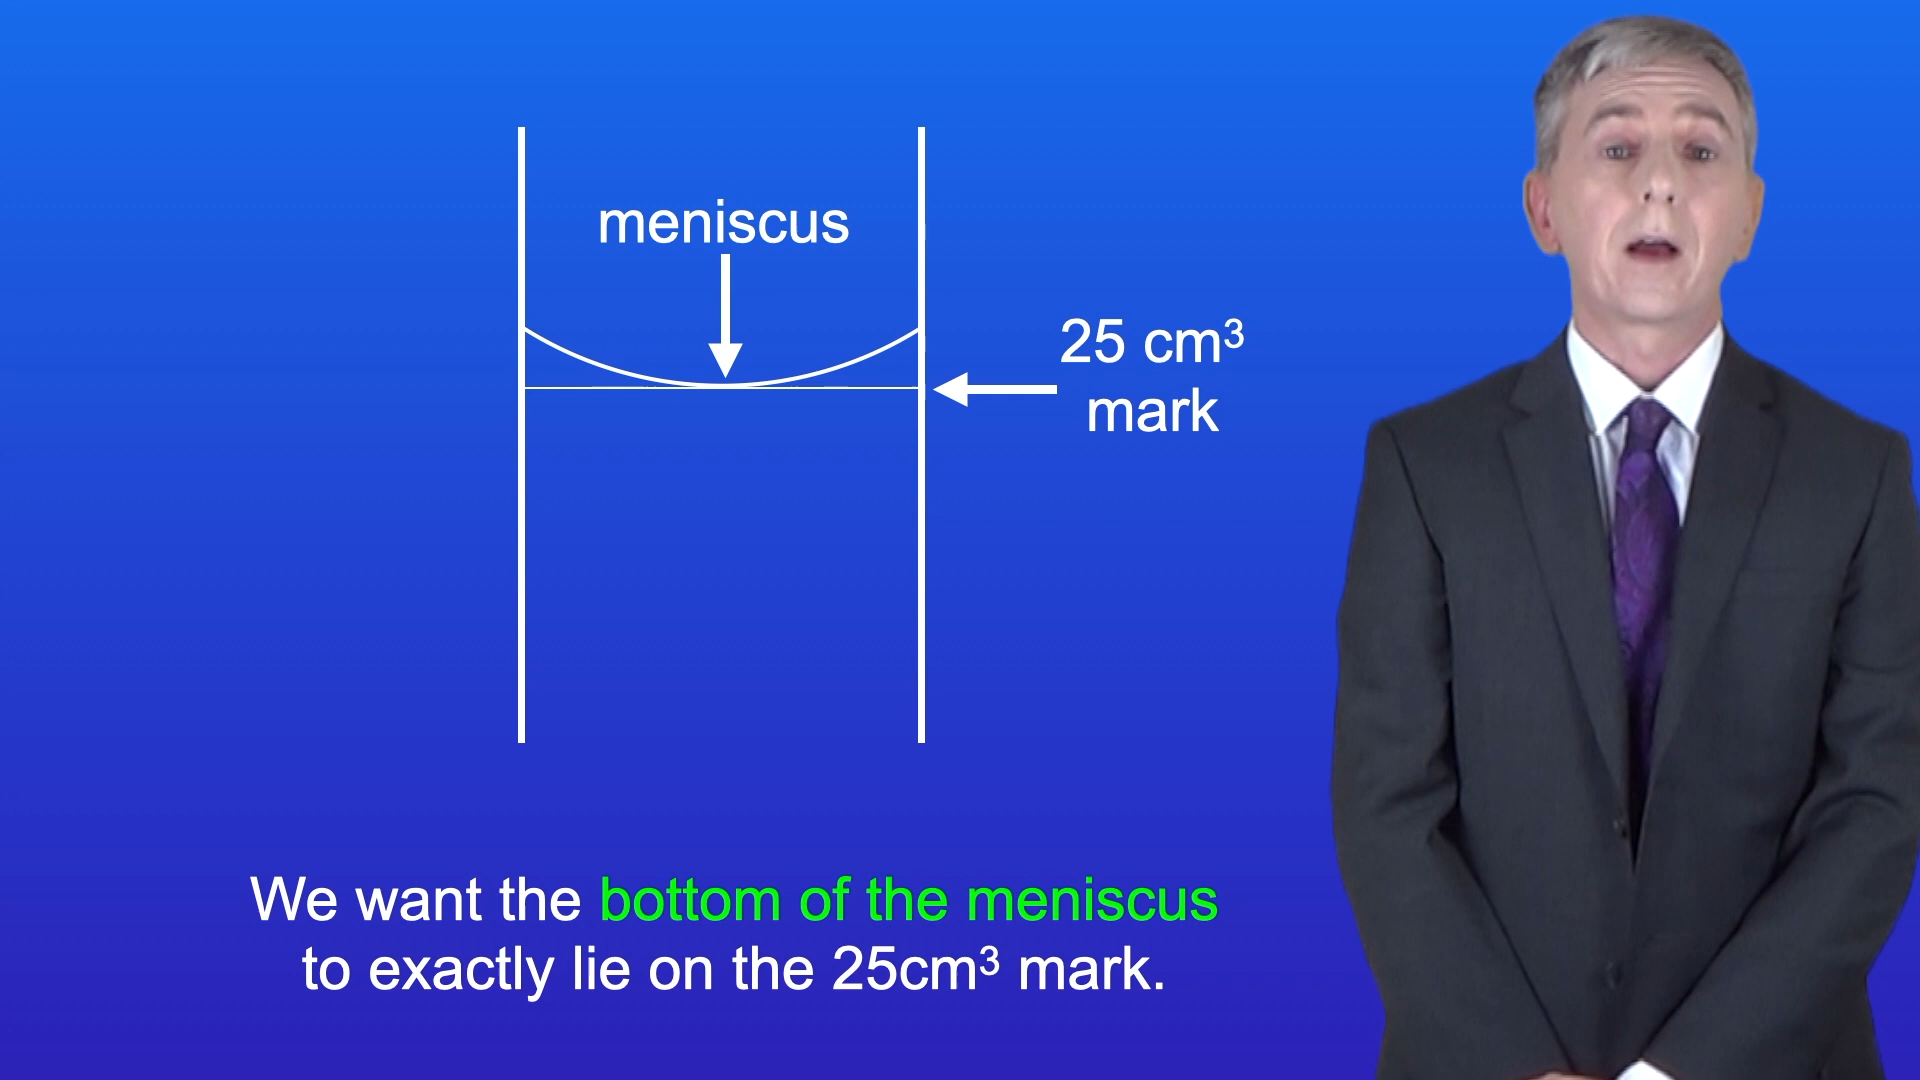 meniscus
25 cm³
mark
We want the bottom of the meniscus
to exactly lie on the 25cm³ mark.